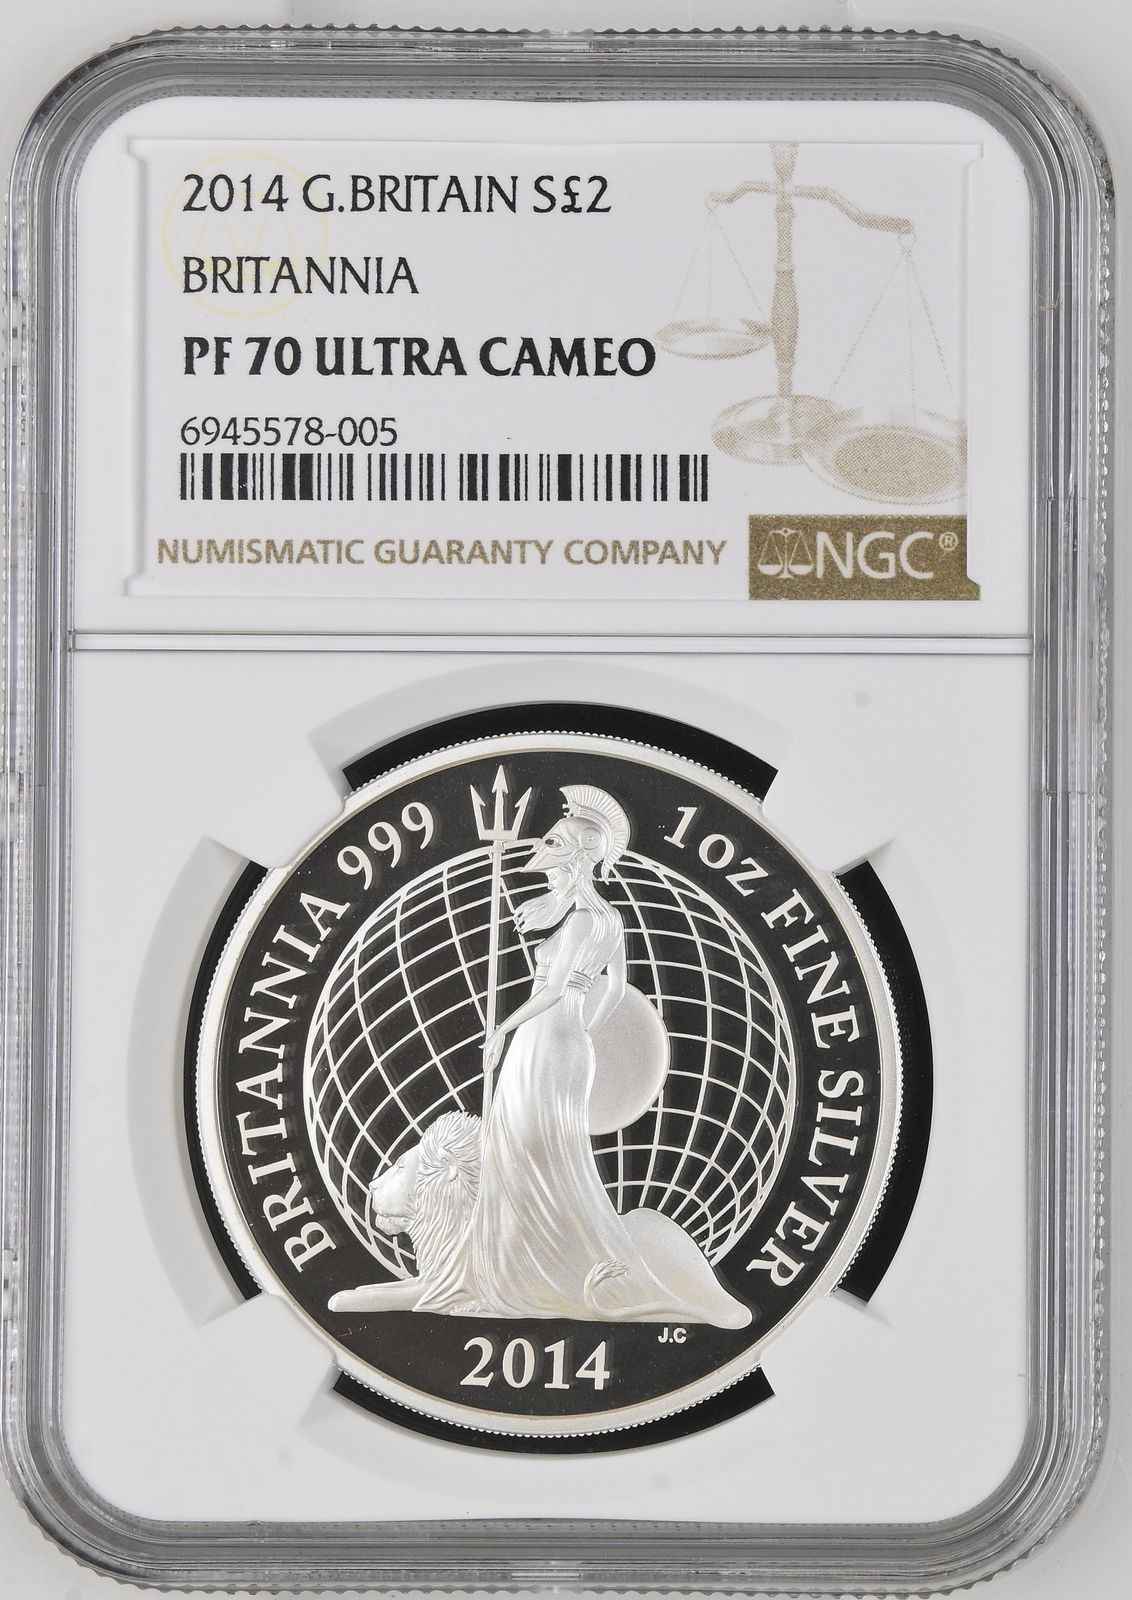 2014 G.BRITAIN S£2
BRITANNIA
PF 70 ULTRA CAMEO
6945578-005
NUMISMATIC GUARANTY COMPANY
NGC®
BRITANNIA 999
1OZ FINE SILVER
J.C
2014